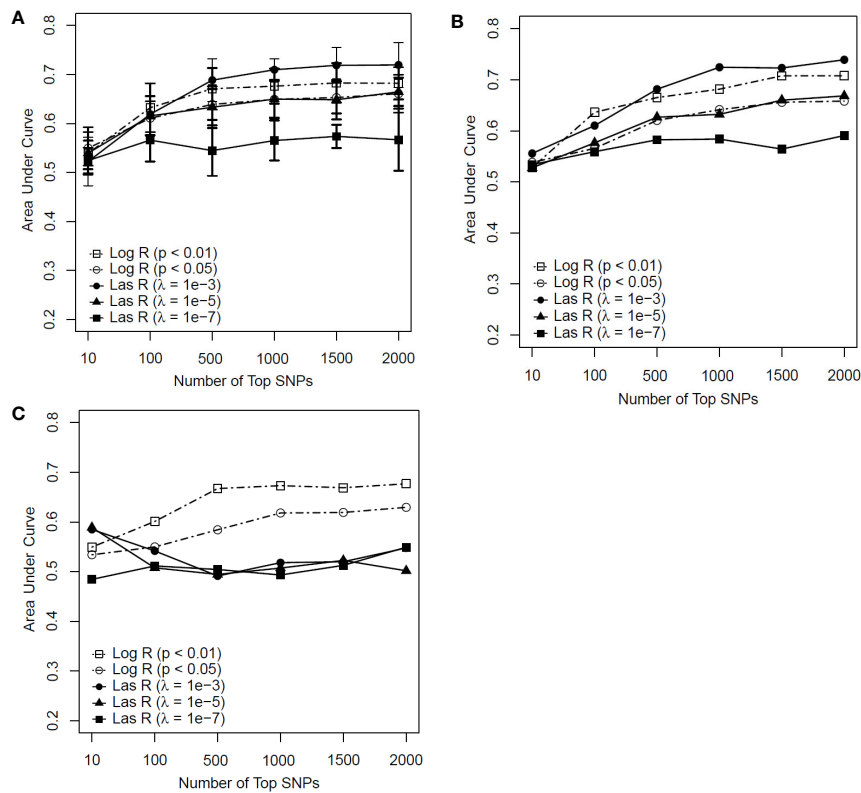 A
Area Under Curve
0.8
0.7
0.6
0.5
0.4
0.3
0.2
Log R (p < 0.01)
Log R (p < 0.05)
Las R (λ = 1e−3)
Las R (λ = 1e−5)
Las R (λ = 1e−7)
10 100 500 1000 1500 2000
Number of Top SNPs
B
Area Under Curve
0.8
0.7
0.6
0.5
0.4
0.3
0.2
Log R (p < 0.01)
Log R (p < 0.05)
Las R (λ = 1e−3)
Las R (λ = 1e−5)
Las R (λ = 1e−7)
10 100 500 1000 1500 2000
Number of Top SNPs
C
Area Under Curve
0.8
0.7
0.6
0.5
0.4
0.3
0.2
Log R (p < 0.01)
Log R (p < 0.05)
Las R (λ = 1e−3)
Las R (λ = 1e−5)
Las R (λ = 1e−7)
10 100 500 1000 1500 2000
Number of Top SNPs